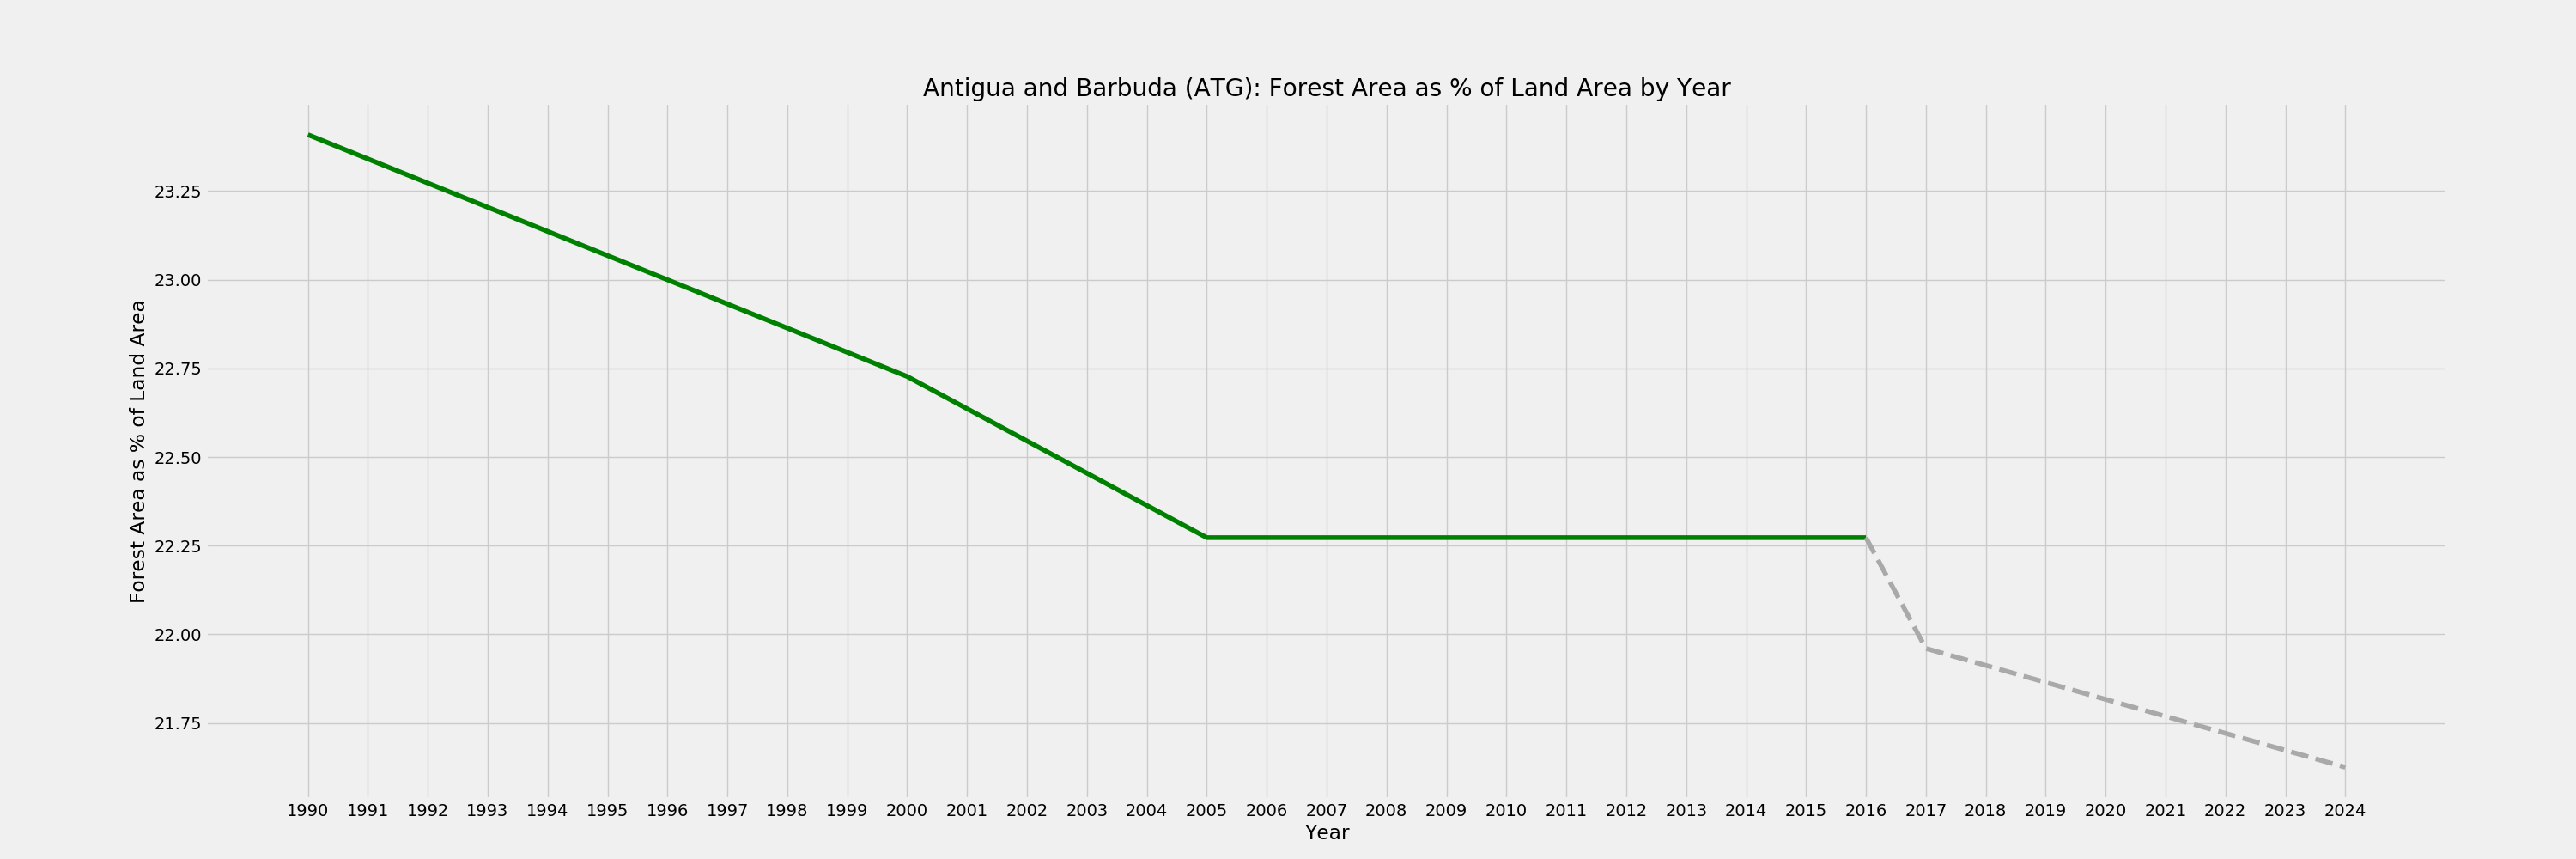 Antigua and Barbuda (ATG): Forest Area as % of Land Area by Year
Forest Area as % of Land Area
23.25
23.00
22.75
22.50
22.25
22.00
21.75
1990 1991 1992 1993 1994 1995 1996 1997 1998 1999 2000 2001 2002 2003 2004 2005 2006 2007 2008 2009 2010 2011 2012 2013 2014 2015 2016 2017 2018 2019 2020 2021 2022 2023 2024
Year